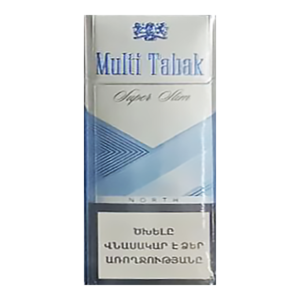 Multi Tabak
Super Slim
NORTH
ԾԽԵԼԸ
ՎՆԱՍԱԿԱՐ Է ՁԵՐ
ԱՌՈՂՋՈՒԹՅԱՆԸ